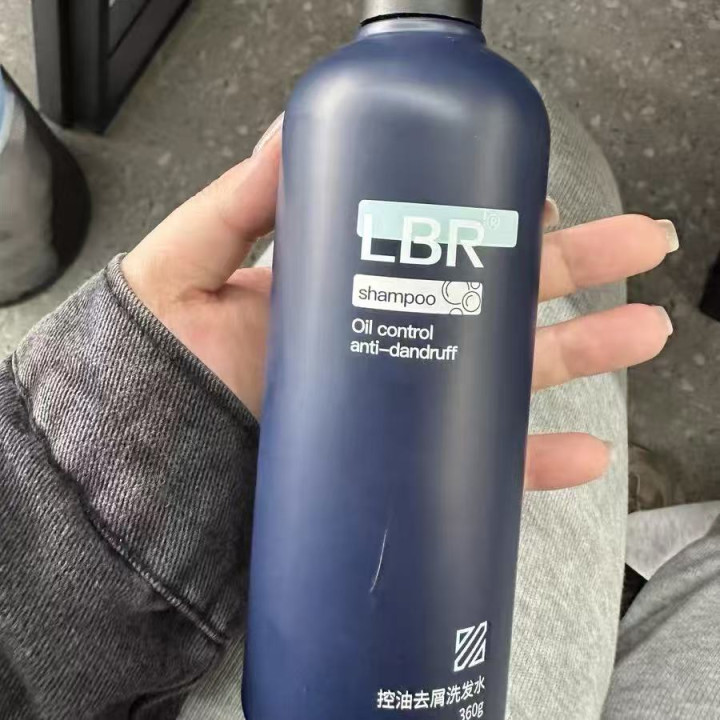 LBR®
shampoo
Oil control
anti-dandruff
控油去屑洗发水
360g